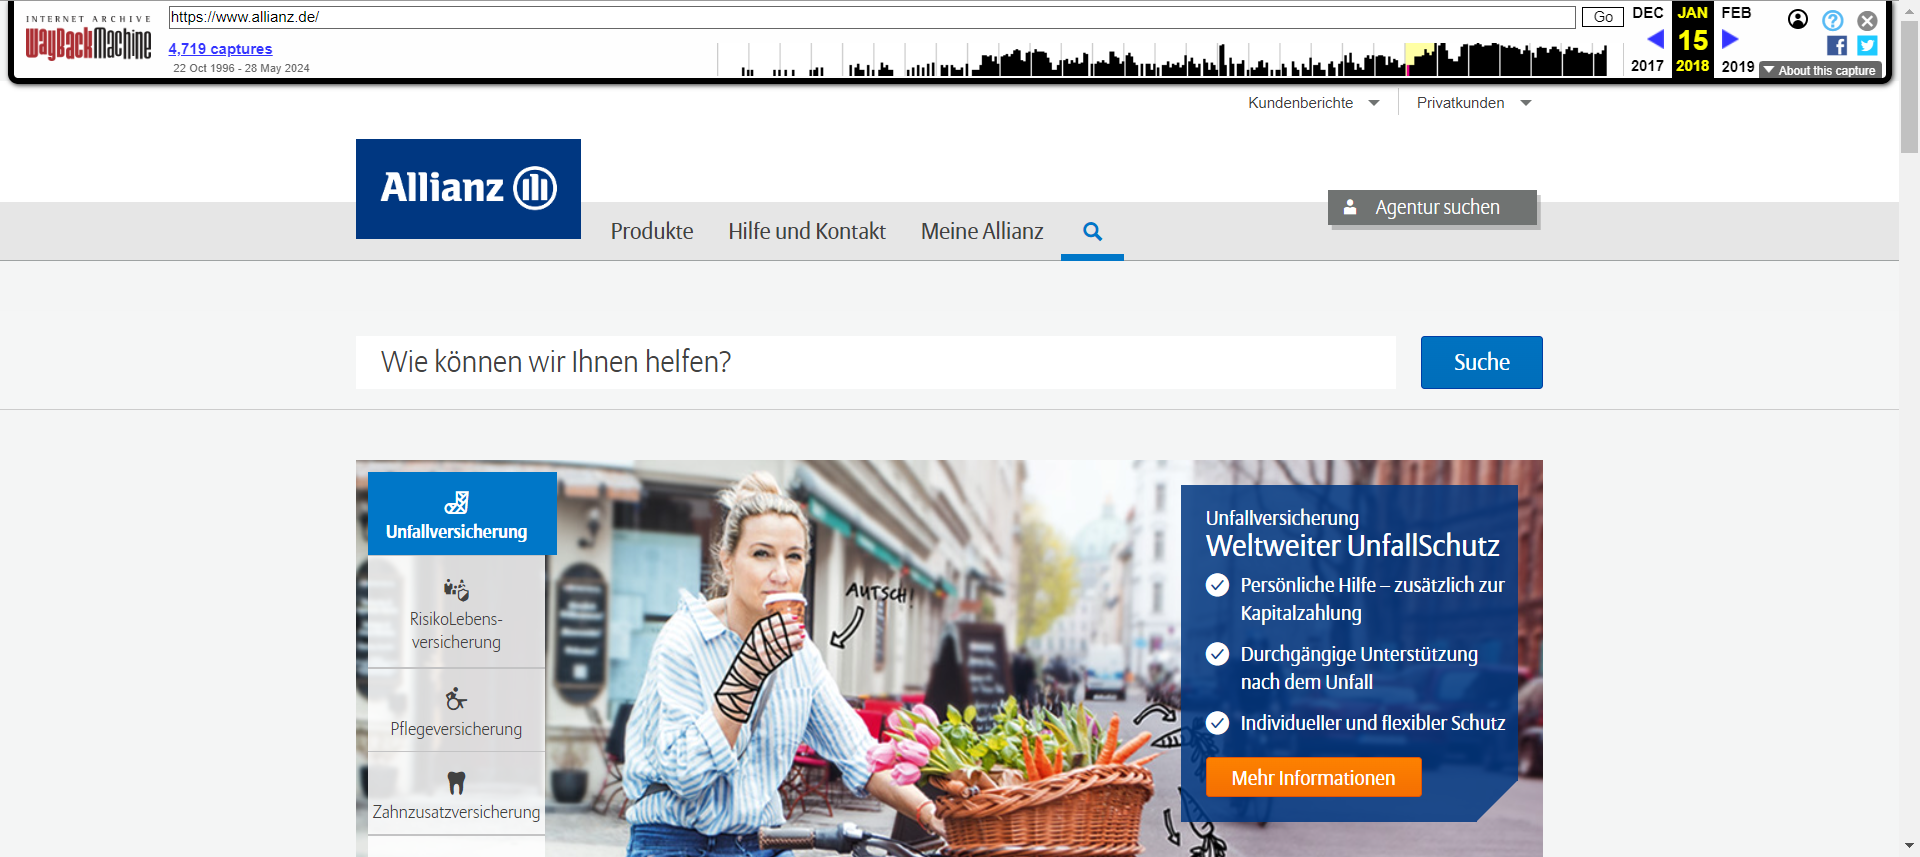 INTERNET ARCHIVE
WayBackMachine
https://www.allianz.de/
Go
4,719 captures
22 Oct 1996 - 28 May 2024
DEC
JAN
FEB
15
2017
2018
2019
About this capture
Kundenberichte
Privatkunden
Allianz
Agentur suchen
Produkte
Hilfe und Kontakt
Meine Allianz
Wie können wir Ihnen helfen?
Suche
Unfallversicherung
RisikoLebens-
versicherung
Pflegeversicherung
Zahnzusatzversicherung
AUTSCH!
Unfallversicherung
Weltweiter UnfallSchutz
Persönliche Hilfe – zusätzlich zur
Kapitalzahlung
Durchgängige Unterstützung
nach dem Unfall
Individueller und flexibler Schutz
Mehr Informationen